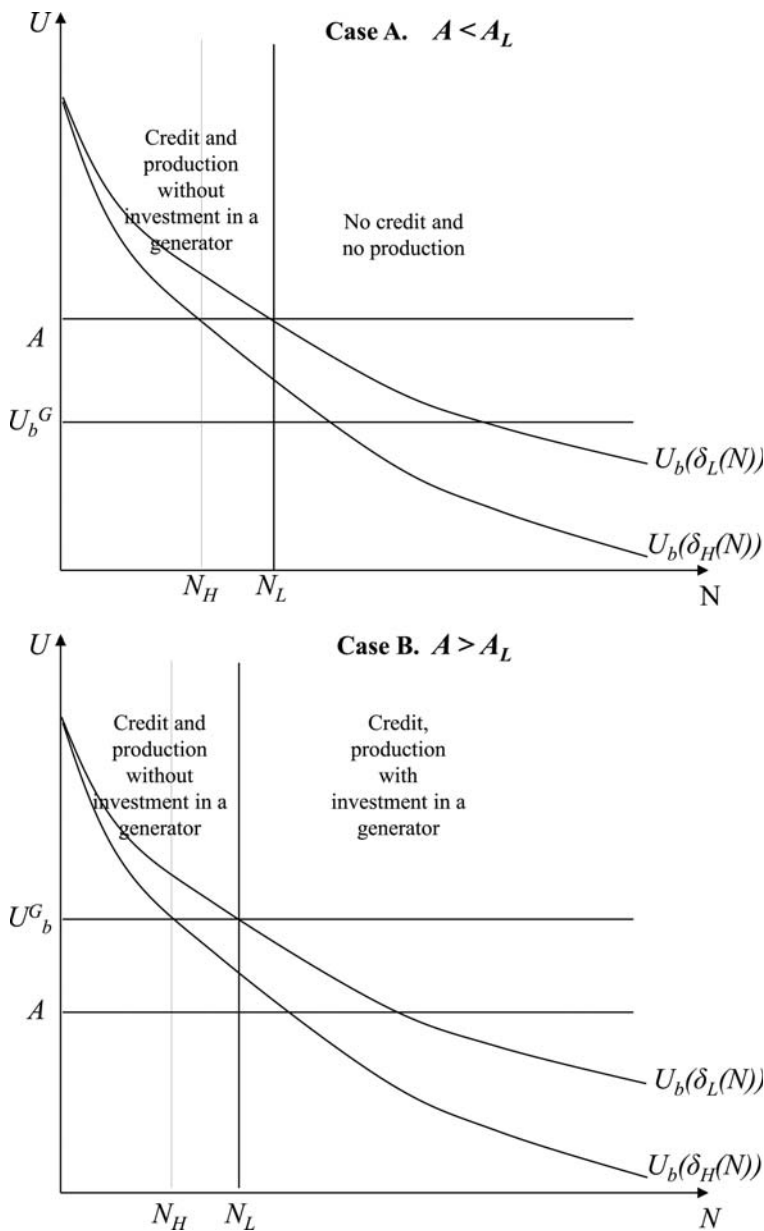 U
Case A. A < A_L
Credit and
production
without
investment in a
generator
No credit and
no production
A
U_b^G
U_b(δ_L(N))
U_b(δ_H(N))
N_H
N_L
N
U
Case B. A > A_L
Credit and
production
without
investment in a
generator
Credit,
production
with
investment in a
generator
U^G_b
A
U_b(δ_L(N))
U_b(δ_H(N))
N_H
N_L
N